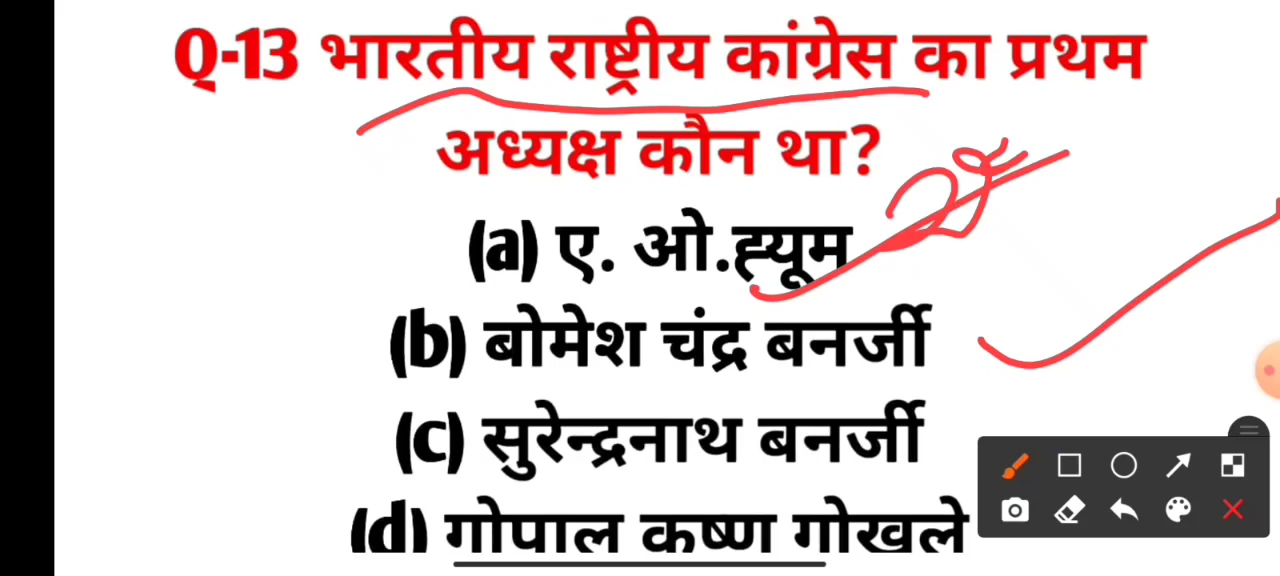 Q-13 भारतीय राष्ट्रीय कांग्रेस का प्रथम
अध्यक्ष कौन था?
(a) ए. ओ.ह्यूम
(b) बोमेश चंद्र बनर्जी
(c) सुरेन्द्रनाथ बनर्जी
(d) गोपाल कृष्ण गोखले